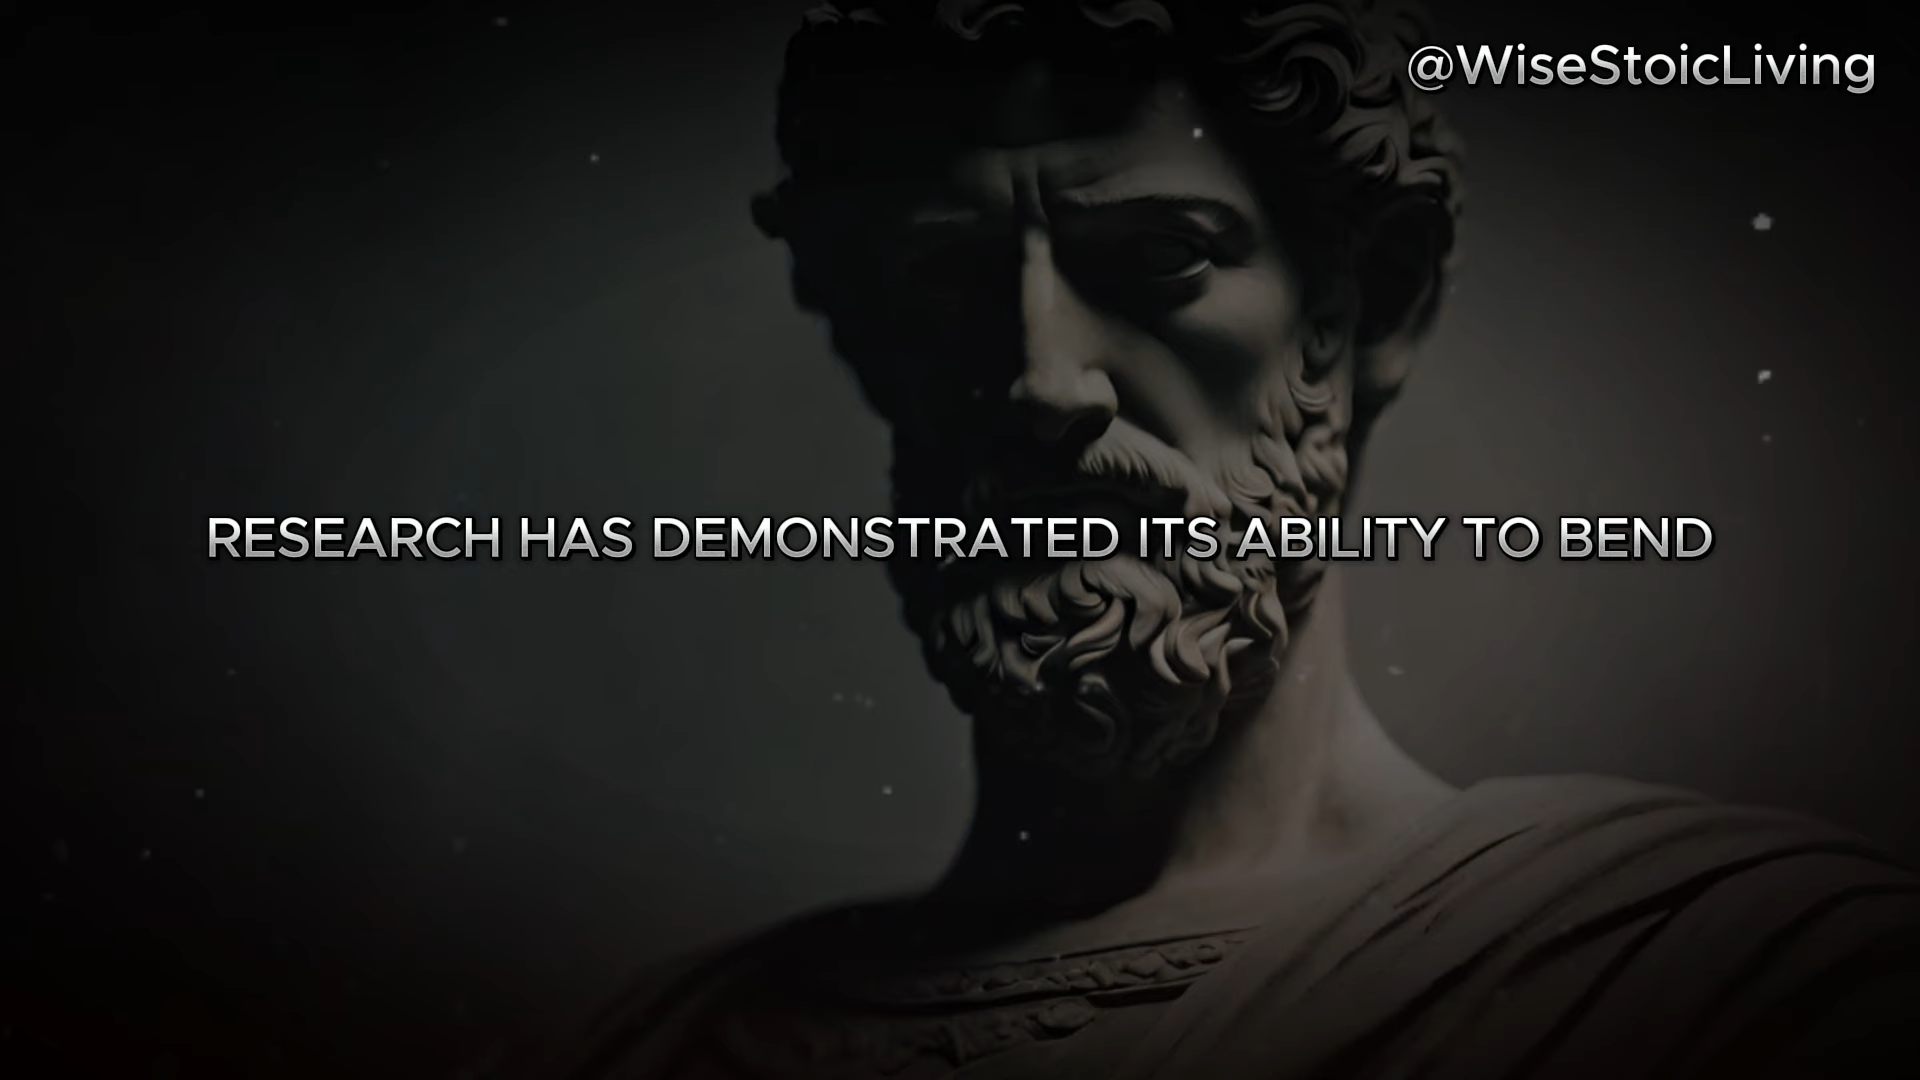 @WiseStoicLiving
RESEARCH HAS DEMONSTRATED ITS ABILITY TO BEND